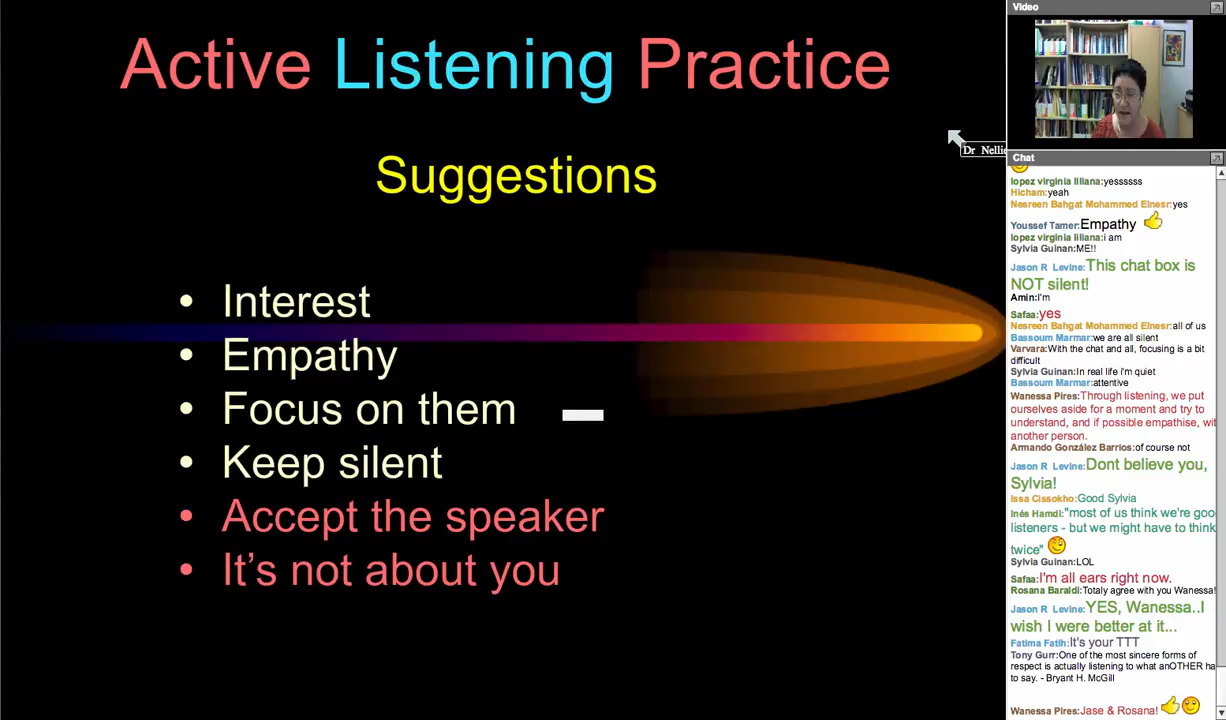 Active Listening Practice
Suggestions
• Interest
• Empathy
• Focus on them
• Keep silent
• Accept the speaker
• It's not about you
Dr Nellie
Video
Chat
lopez virginia liliana:yessssss
Hicham:yeah
Nesreen Bahgat Mohammed Elnesr:yes
Youssef Tamer:Empathy
lopez virginia liliana:i am
Sylvia Guinan:ME!!
Jason R Levine:This chat box is
NOT silent!
Amin:I'm
Safaa:yes
Nesreen Bahgat Mohammed Elnesr:all of us
Bassoum Marmar:we are all silent
Varvara:With the chat and all, focusing is a bit
difficult
Sylvia Guinan:In real life i'm quiet
Bassoum Marmar:attentive
Wanessa Pires:Through listening, we put
ourselves aside for a moment and try to
understand, and if possible empathise, wit
another person.
Armando González Barrios:of course not
Jason R Levine:Dont believe you,
Sylvia!
Issa Cissokho:Good Sylvia
Inés Hamdi:"most of us think we're goo
listeners - but we might have to think
twice"
Sylvia Guinan:LOL
Safaa:I'm all ears right now.
Rosana Baraldi:Totaly agree with you Wanessa!
Jason R Levine:YES, Wanessa..I
wish I were better at it...
Fatima Fatih:It's your TTT
Tony Gurr:One of the most sincere forms of
respect is actually listening to what anOTHER ha
to say. - Bryant H. McGill
Wanessa Pires:Jase & Rosana!